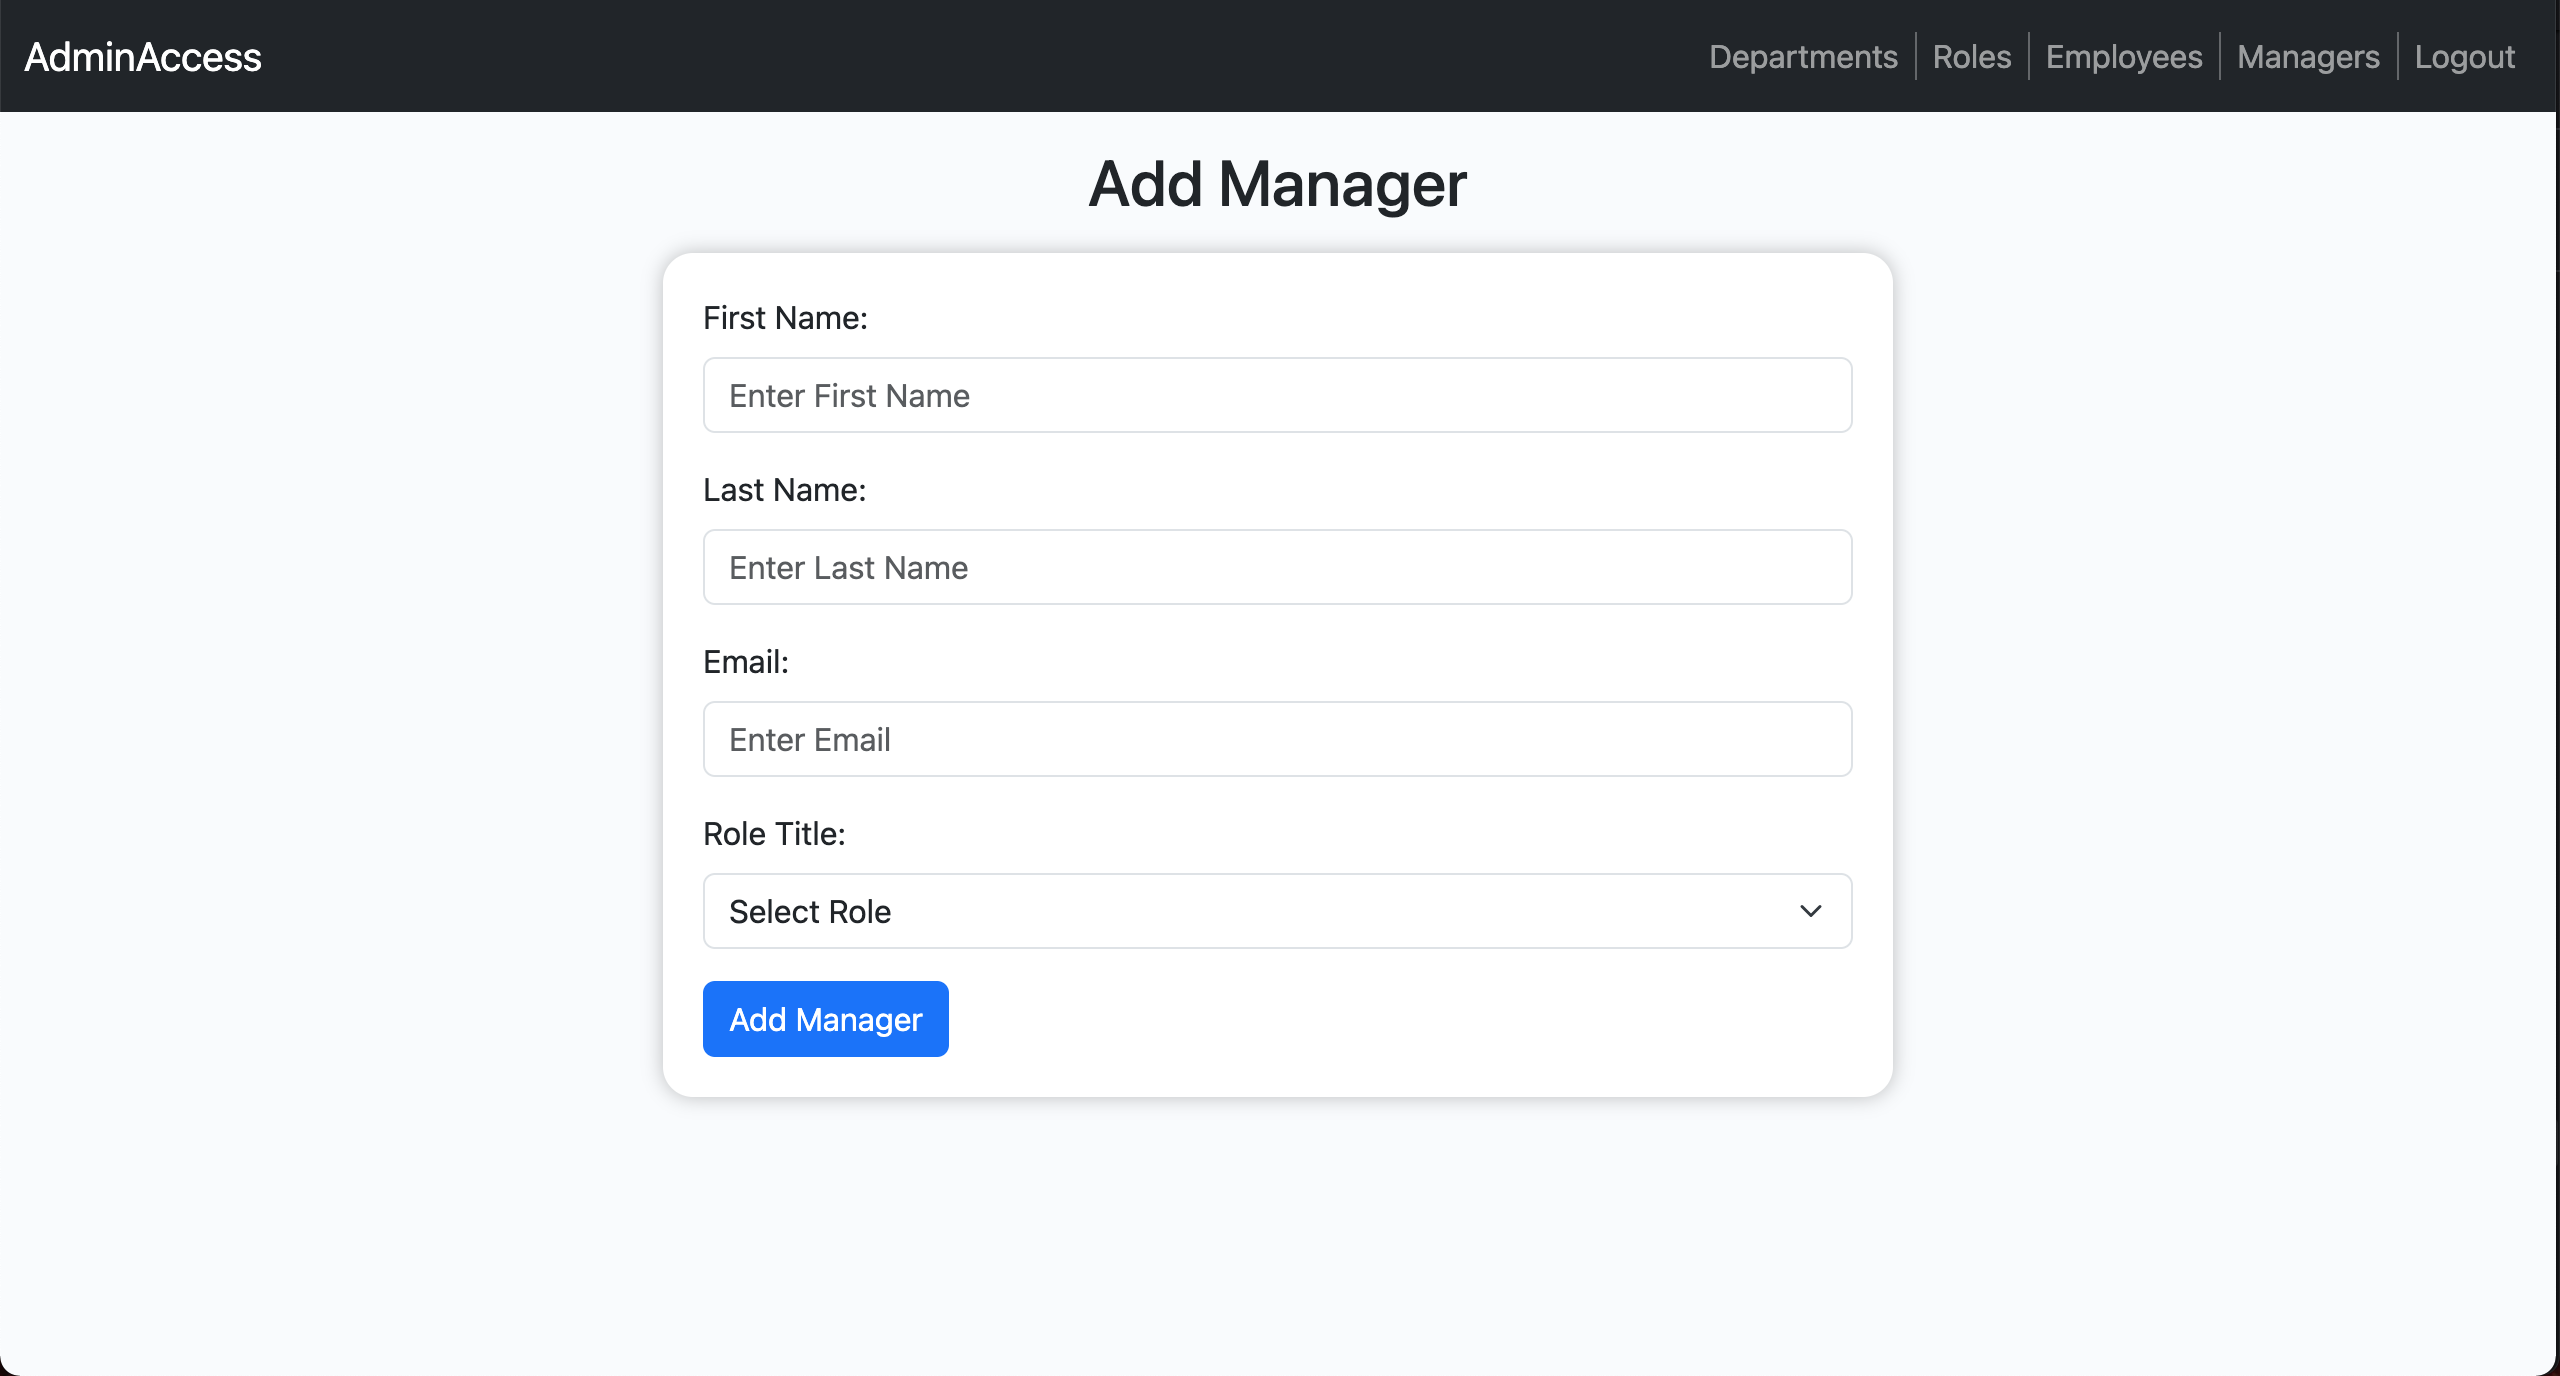 AdminAccess
Departments Roles Employees Managers Logout
Add Manager
First Name:
Enter First Name
Last Name:
Enter Last Name
Email:
Enter Email
Role Title:
Select Role
Add Manager